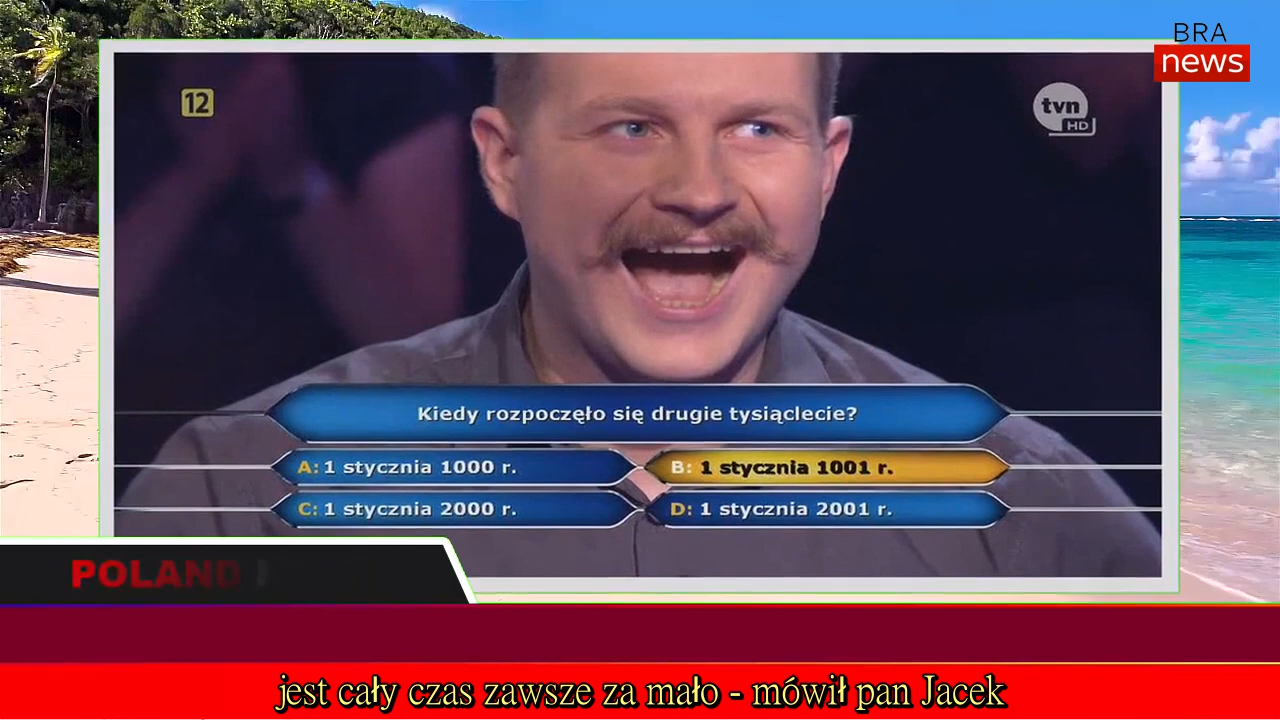 BRA
news
12
tvn
HD
Kiedy rozpoczęło się drugie tysiąclecie?
A: 1 stycznia 1000 r.
B: 1 stycznia 1001 r.
C: 1 stycznia 2000 r.
D: 1 stycznia 2001 r.
POLAND
jest cały czas zawsze za mało - mówił pan Jacek